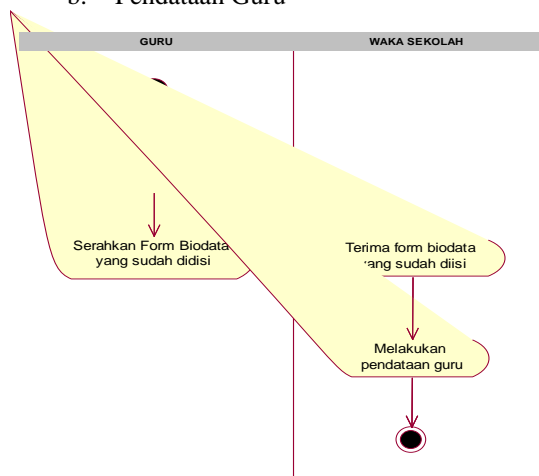 b. Pendataan Guru
GURU
WAKA SEKOLAH
Serahkan Form Biodata
yang sudah didisi
Terima form biodata
yang sudah diisi
Melakukan
pendataan guru